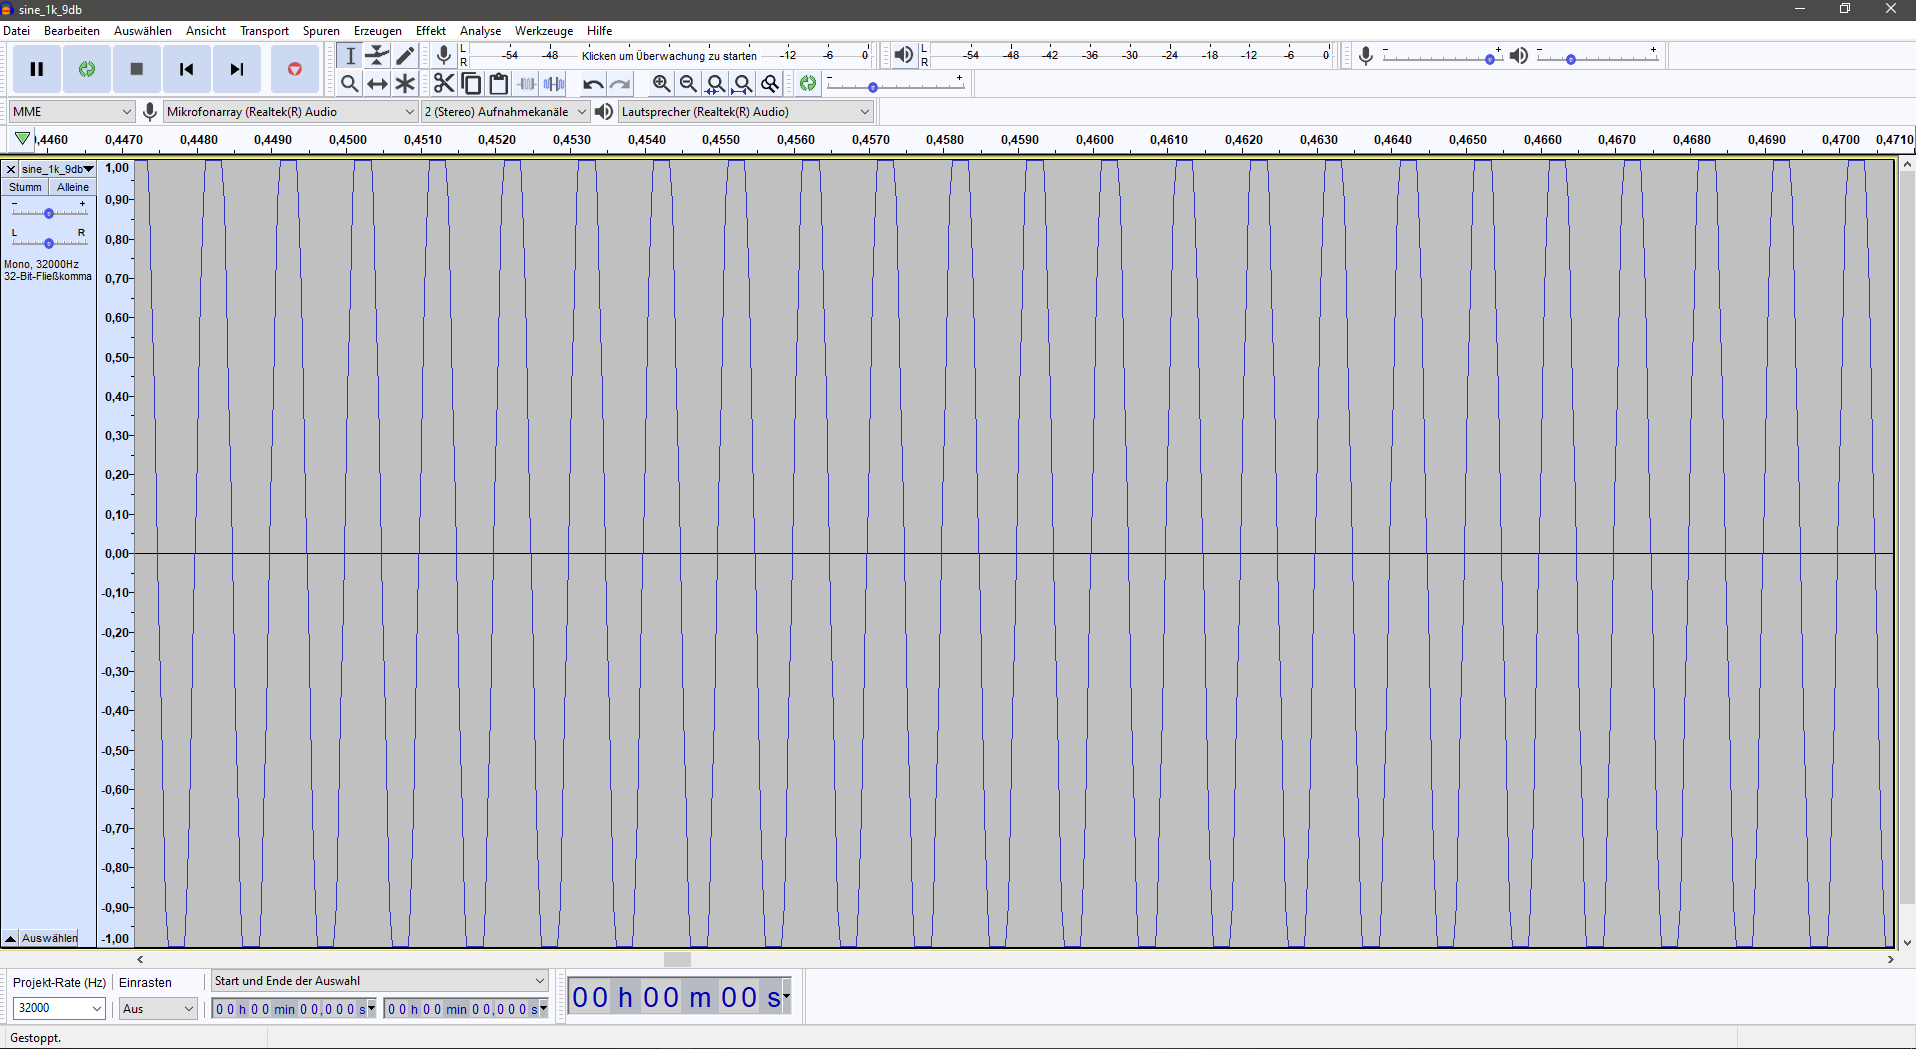 sine_1k_9db
Datei Bearbeiten Auswählen Ansicht Transport Spuren Erzeugen Effekt Analyse Werkzeuge Hilfe
L -54 -48 Klicken um Überwachung zu starten -12 -6 0 L -54 -48 -42 -36 -30 -24 -18 -12 -6 0 - + - +
R R
- +
MME Mikrofonarray (Realtek(R) Audio 2 (Stereo) Aufnahmekanäle Lautsprecher (Realtek(R) Audio)
,4460 0,4470 0,4480 0,4490 0,4500 0,4510 0,4520 0,4530 0,4540 0,4550 0,4560 0,4570 0,4580 0,4590 0,4600 0,4610 0,4620 0,4630 0,4640 0,4650 0,4660 0,4670 0,4680 0,4690 0,4700 0,4710
sine_1k_9db
Stumm Alleine
- +
L R
Mono, 32000Hz
32-Bit-Fließkomma
Auswählen
1,00
0,90
0,80
0,70
0,60
0,50
0,40
0,30
0,20
0,10
0,00
-0,10
-0,20
-0,30
-0,40
-0,50
-0,60
-0,70
-0,80
-0,90
-1,00
Projekt-Rate (Hz) Einrasten Start und Ende der Auswahl
32000 Aus 00 h 00 min 00,000 s 00 h 00 min 00,000 s
00 h 00 m 00 s
Gestoppt.